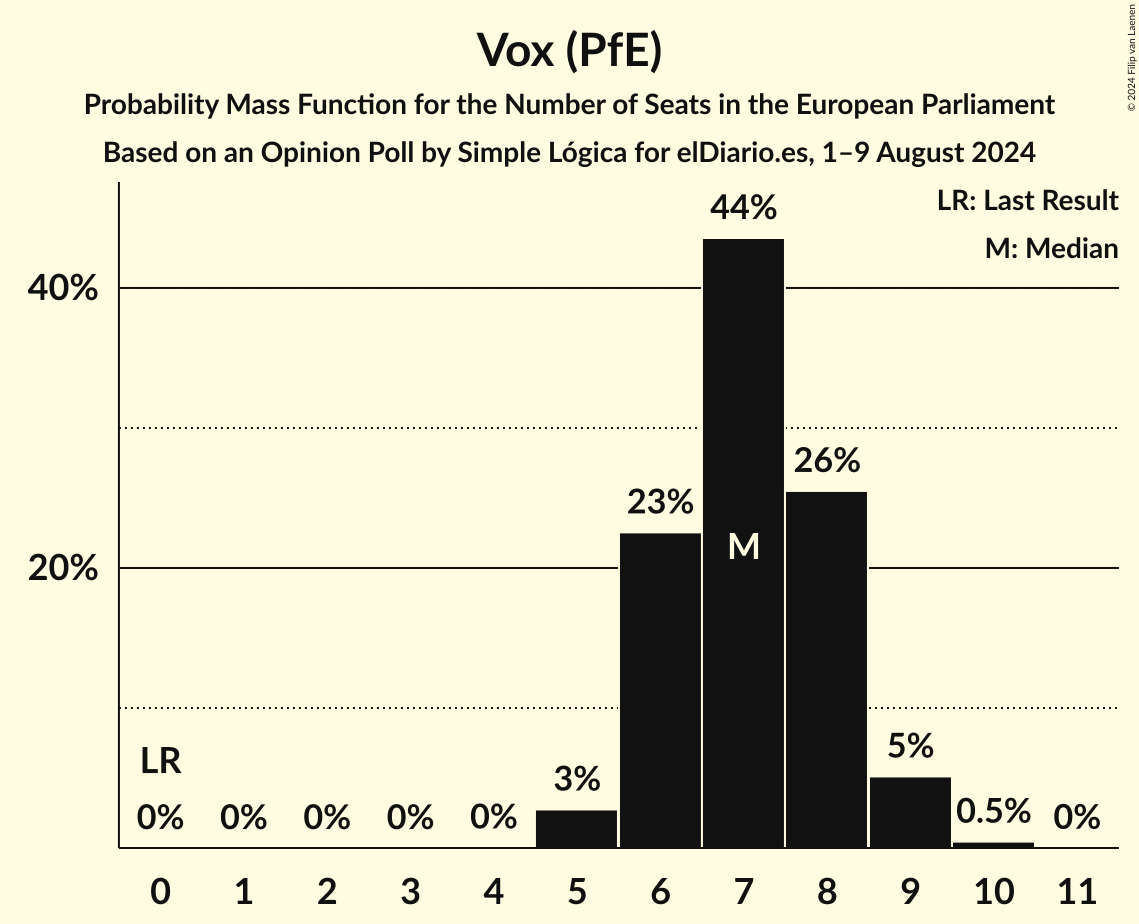 Vox (PfE)
Probability Mass Function for the Number of Seats in the European Parliament
Based on an Opinion Poll by Simple Lógica for elDiario.es, 1–9 August 2024
© 2024 Filip van Laenen
LR: Last Result
M: Median
44%
40%
26%
23%
M
20%
LR
5%
3%
0% 0% 0% 0% 0% 0.5% 0%
0 1 2 3 4 5 6 7 8 9 10 11